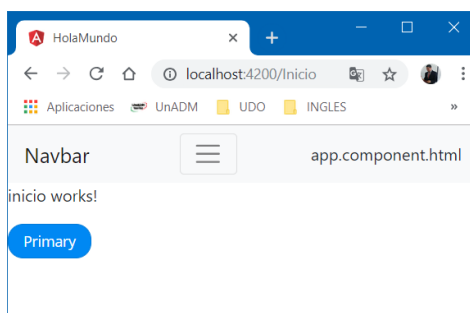 HolaMundo
localhost:4200/Inicio
Aplicaciones UnADM UDO INGLES »
Navbar app.component.html
inicio works!
Primary